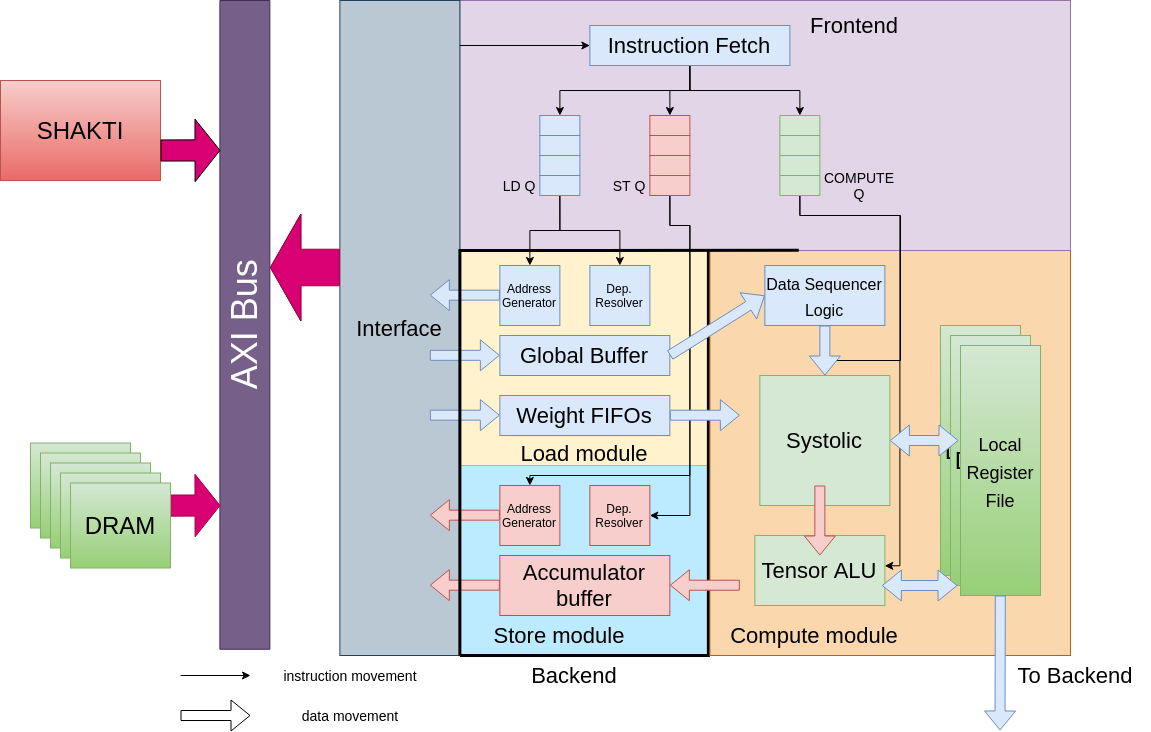 Frontend
Instruction Fetch
SHAKTI
LD Q
ST Q
COMPUTE
Q
AXI Bus
Interface
Address
Generator
Dep.
Resolver
Data Sequencer
Logic
Global Buffer
Weight FIFOs
Load module
Systolic
Local
Register
File
DRAM
Address
Generator
Dep.
Resolver
Accumulator
buffer
Tensor ALU
Store module
Compute module
Backend
To Backend
instruction movement
data movement